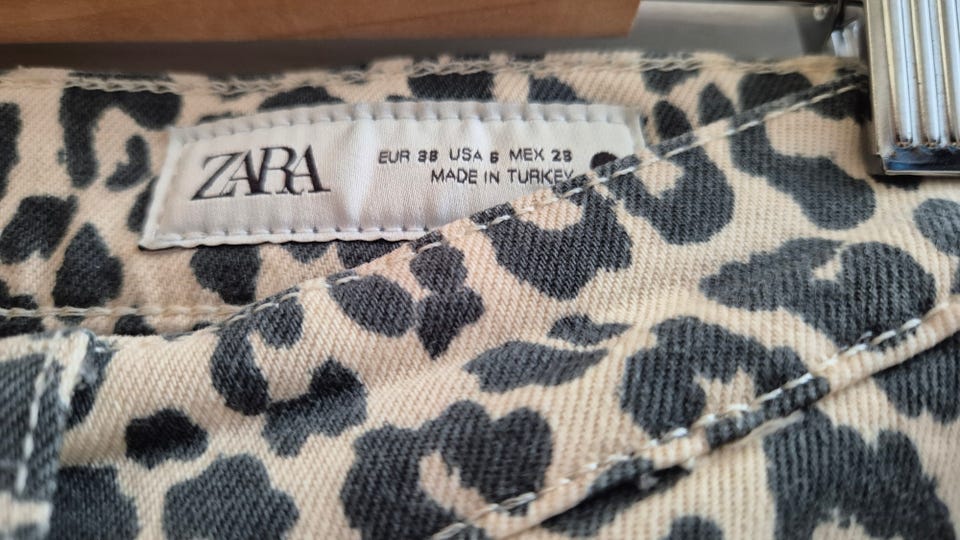 ZARA
EUR 38 USA 6 MEX 28
MADE IN TURKEY